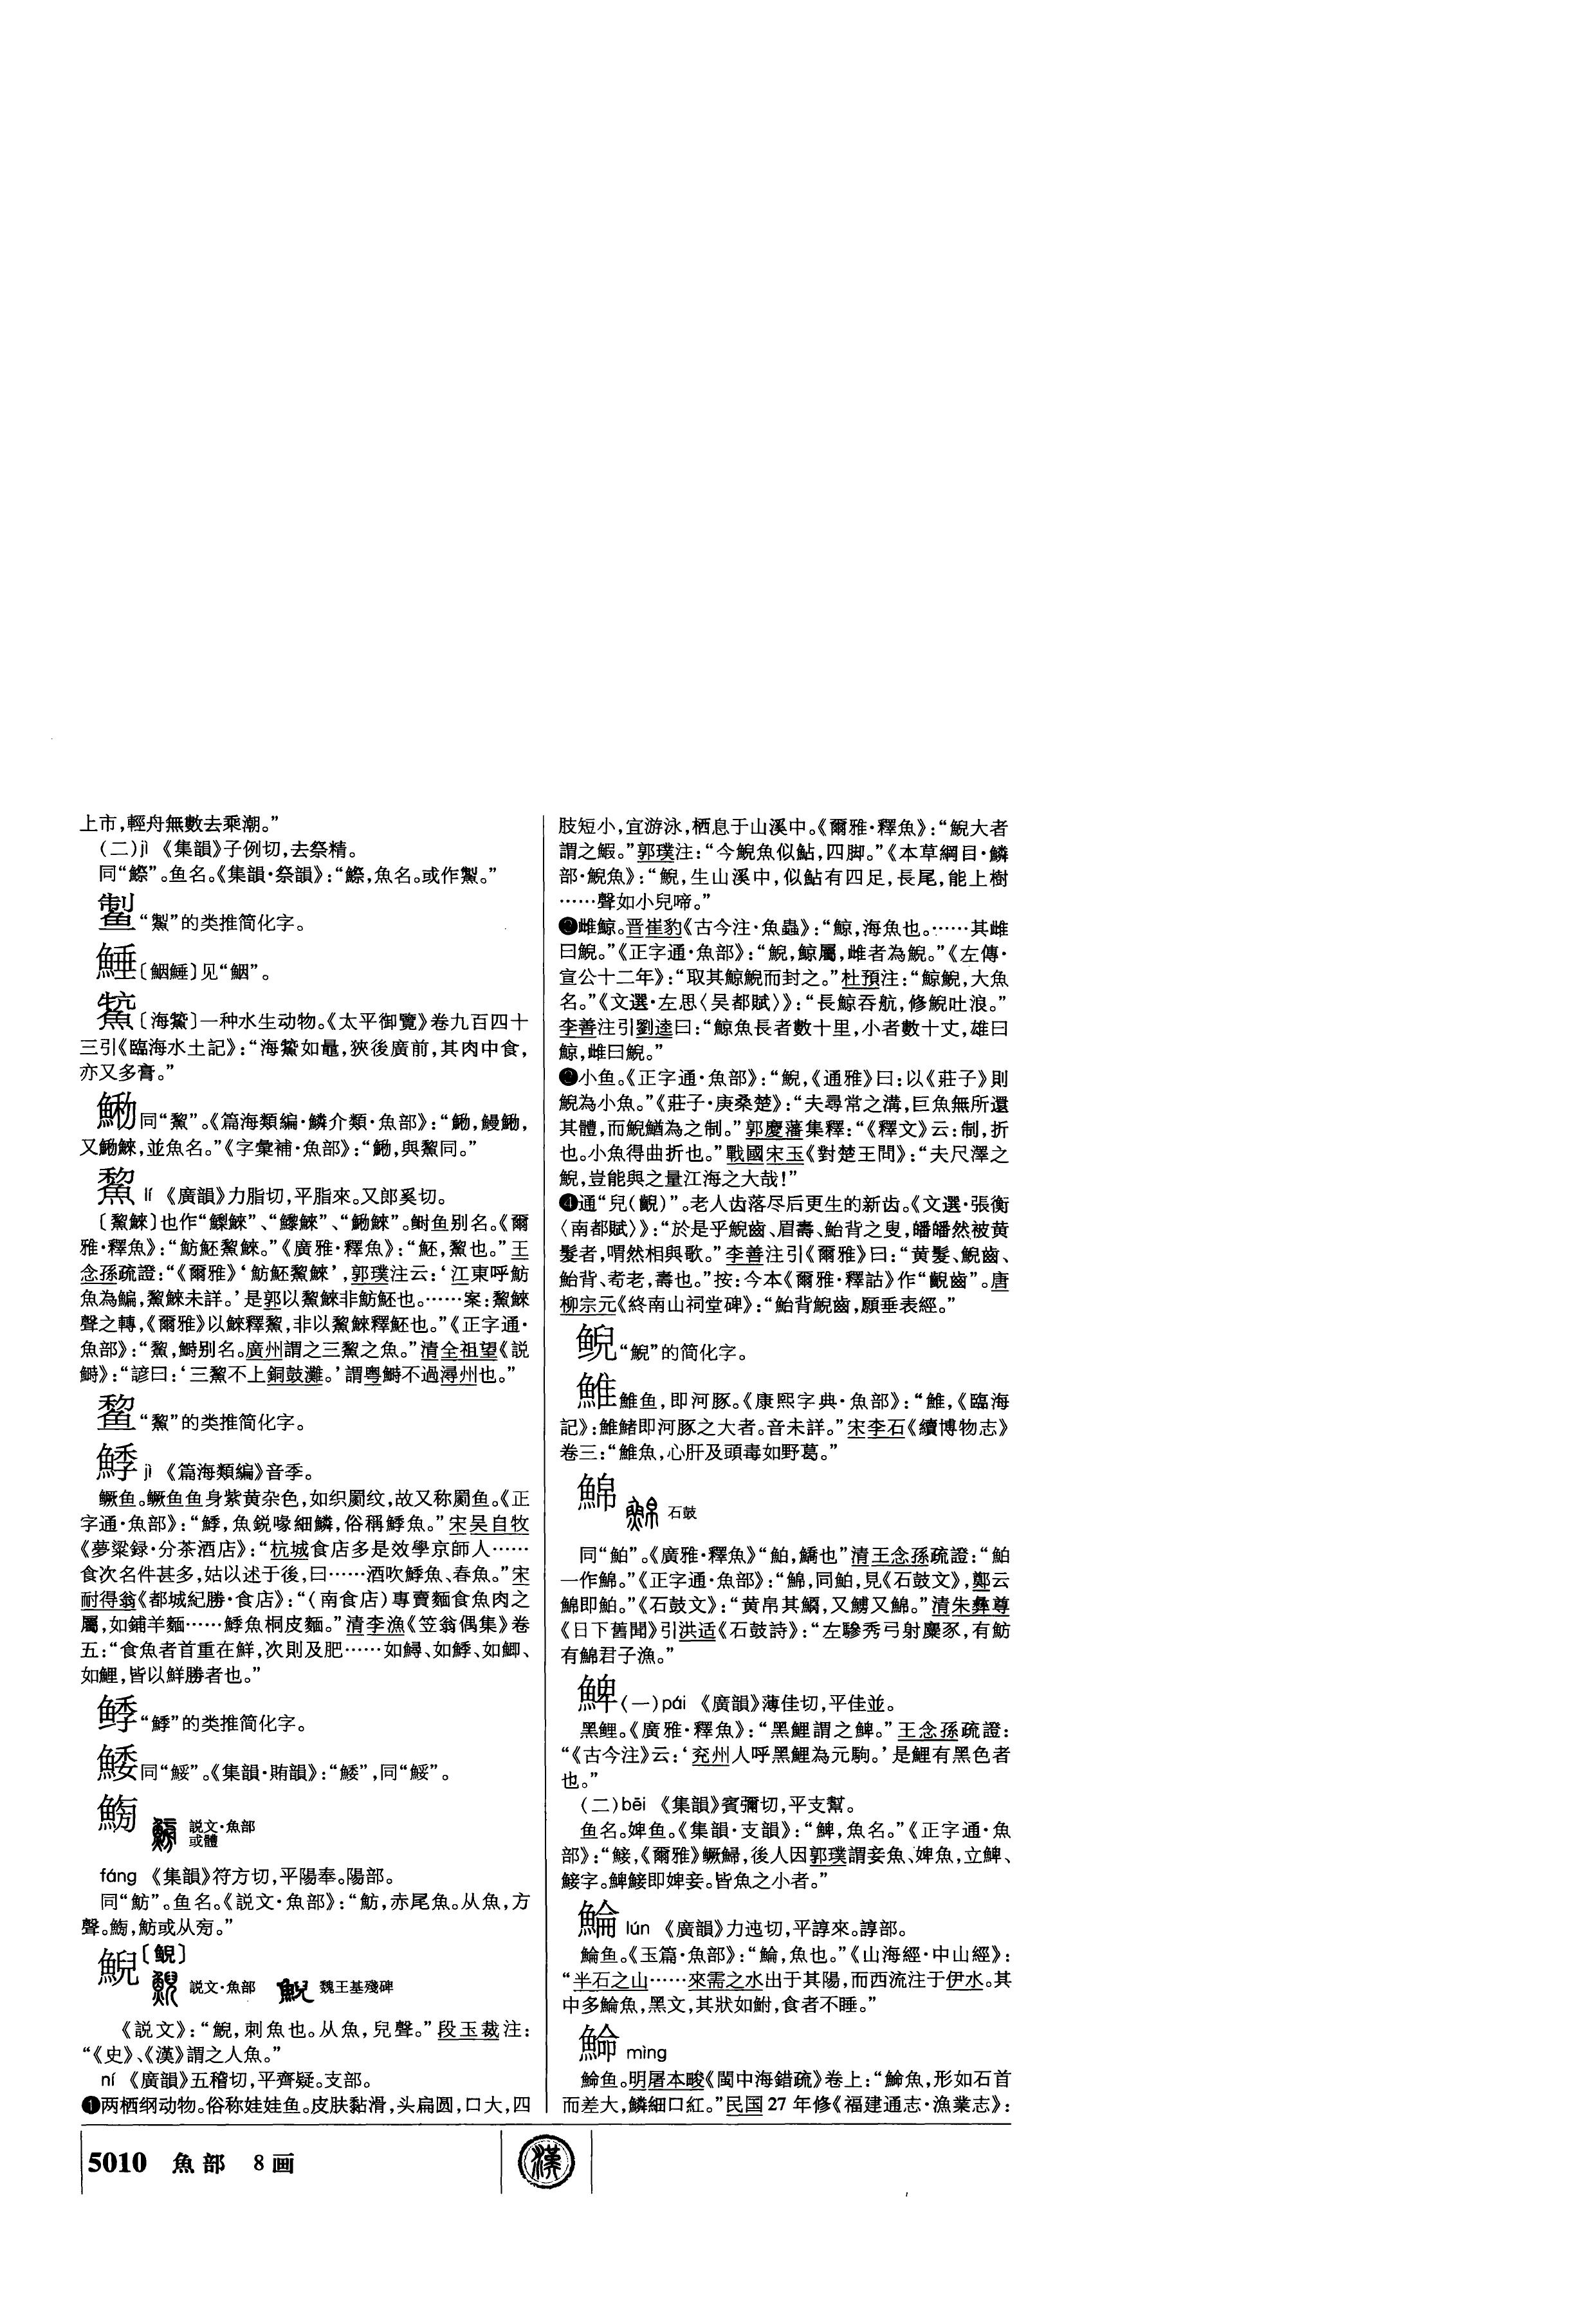 上市，輕舟無數去乘潮。”
（二）jì 《集韻》子例切，去祭精。
同“鰶”。鱼名。《集韻·祭韻》：“鰶，魚名。或作鮆。”
“鮆”的类推简化字。
〔鮂〕见“鮂”。
〔海〕一种水生动物。《太平御覽》卷九百四十
三引《臨海水土記》：“海如黽，狹後廣前，其肉中食，
亦又多膏。”
同“鯬”。《篇海類編·鱗介類·魚部》：“，鰻，
又鯠，並魚名。”《字彙補·魚部》：“，與鯬同。”
鯬 lí 《廣韻》力脂切，平脂來。又郎奚切。
〔鯬鯠〕也作“鯠”、“鯠”、“鯠”。鲥鱼别名。《爾
雅·釋魚》：“魴魾鯬鯠。”《廣雅·釋魚》：“魾，鯬也。”王
念孫疏證：“《爾雅》‘魴魾鯬鯠’，郭璞注云：‘江東呼魴
魚為鯿，鯬鯠未詳。’是郭以鯬鯠非魴魾也。……案：鯬鯠
聲之轉，《爾雅》以鯠釋鯬，非以鯬鯠釋魾也。”《正字通·
魚部》：“鯬，鰣别名。廣州謂之三鯬之魚。”清全祖望《説
鰣》：“諺曰：‘三鯬不上銅鼓灘。’謂粤鰣不過潯州也。”
“鯬”的类推简化字。
鯚 jì 《篇海類編》音季。
鳜鱼。鳜鱼鱼身紫黄杂色，如织罽纹，故又称罽鱼。《正
字通·魚部》：“鯚，魚鋭喙細鱗，俗稱鯚魚。”宋吴自牧
《夢粱録·分茶酒店》：“杭城食店多是效學京師人……
食次名件甚多，姑以述于後，曰……酒吹鯚魚、春魚。”宋
耐得翁《都城紀勝·食店》：“（南食店）專賣麵食魚肉之
屬，如鋪羊麵……鯚魚桐皮麵。”清李漁《笠翁偶集》卷
五：“食魚者首重在鮮，次則及肥……如鱘、如鯚、如鯽、
如鯉，皆以鮮勝者也。”
“鯚”的类推简化字。
鯘 同“鮾”。《集韻·賄韻》：“鯘”，同“鮾”。
説文·魚部
或體
fáng 《集韻》符方切，平陽奉。陽部。
同“魴”。鱼名。《説文·魚部》：“魴，赤尾魚。从魚，方
聲。，魴或从㫄。”
鯢〔鲵〕
説文·魚部 魏王基殘碑
《説文》：“鯢，刺魚也。从魚，兒聲。”段玉裁注：
“《史》、《漢》謂之人魚。”
ní 《廣韻》五稽切，平齊疑。支部。
❶两栖纲动物。俗称娃娃鱼。皮肤黏滑，头扁圆，口大，四
肢短小，宜游泳，栖息于山溪中。《爾雅·釋魚》：“鯢大者
謂之鰕。”郭璞注：“今鯢魚似鮎，四脚。”《本草綱目·鱗
部·鯢魚》：“鯢，生山溪中，似鮎有四足，長尾，能上樹
……聲如小兒啼。”
❷雌鲸。晋崔豹《古今注·魚蟲》：“鯨，海魚也。……其雌
曰鯢。”《正字通·魚部》：“鯢，鯨屬，雌者為鯢。”《左傳·
宣公十二年》：“取其鯨鯢而封之。”杜預注：“鯨鯢，大魚
名。”《文選·左思〈吴都賦〉》：“長鯨吞航，修鯢吐浪。”
李善注引劉逵曰：“鯨魚長者數十里，小者數十丈，雄曰
鯨，雌曰鯢。”
❷小鱼。《正字通·魚部》：“鯢，《通雅》曰：以《莊子》則
鯢為小魚。”《莊子·庚桑楚》：“夫尋常之溝，巨魚無所還
其體，而鯢鰌為之制。”郭慶藩集釋：“《釋文》云：制，折
也。小魚得曲折也。”戰國宋玉《對楚王問》：“夫尺澤之
鯢，豈能與之量江海之大哉！”
❹通“兒（齯）”。老人齿落尽后更生的新齿。《文選·張衡
〈南都賦〉》：“於是乎鯢齒、眉壽、鮐背之叟，皤皤然被黄
髮者，喟然相與歌。”李善注引《爾雅》曰：“黄髮、鯢齒、
鮐背、耇老，壽也。”按：今本《爾雅·釋詁》作“齯齒”。唐
柳宗元《終南山祠堂碑》：“鮐背鯢齒，願垂表經。”
鲵 “鯢”的简化字。
鯡鱼，即河豚。《康熙字典·魚部》：“，《臨海
記》：即河豚之大者。音未詳。”宋李石《續博物志》
卷三：“魚，心肝及頭毒如野葛。”
石鼓
同“鮊”。《廣雅·釋魚》“鮊，鱎也”清王念孫疏證：“鮊
一作䱤。”《正字通·魚部》：“，同鮊，見《石鼓文》，鄭云
即鮊。”《石鼓文》：“黄帛其鯿，又鰟又。”清朱彝尊
《日下舊聞》引洪适《石鼓詩》：“左驂秀弓射麋豕，有魴
有君子漁。”
鯡（一）pái 《廣韻》薄佳切，平佳並。
黑鲤。《廣雅·釋魚》：“黑鯉謂之䱝。”王念孫疏證：
“《古今注》云：‘兖州人呼黑鯉為元駒。’是鯉有黑色者
也。”
（二）bēi 《集韻》賓彌切，平支幫。
鱼名。婢鱼。《集韻·支韻》：“䱝，魚名。”《正字通·魚
部》：“鯜，《爾雅》鱖鯞，後人因郭璞謂妾魚、婢魚，立䱝、
鯜字。䱝鯜即婢妾。皆魚之小者。”
鯩 lún 《廣韻》力迍切，平諄來。諄部。
鯩鱼。《玉篇·魚部》：“鯩，魚也。”《山海經·中山經》：
“半石之山……來需之水出于其陽，而西流注于伊水。其
中多鯩魚，黑文，其狀如鮒，食者不睡。”
mìng
鱼。明屠本畯《閩中海錯疏》卷上：“魚，形如石首
而差大，鱗細口紅。”民国27年修《福建通志·漁業志》：
5010 魚部 8画
漢